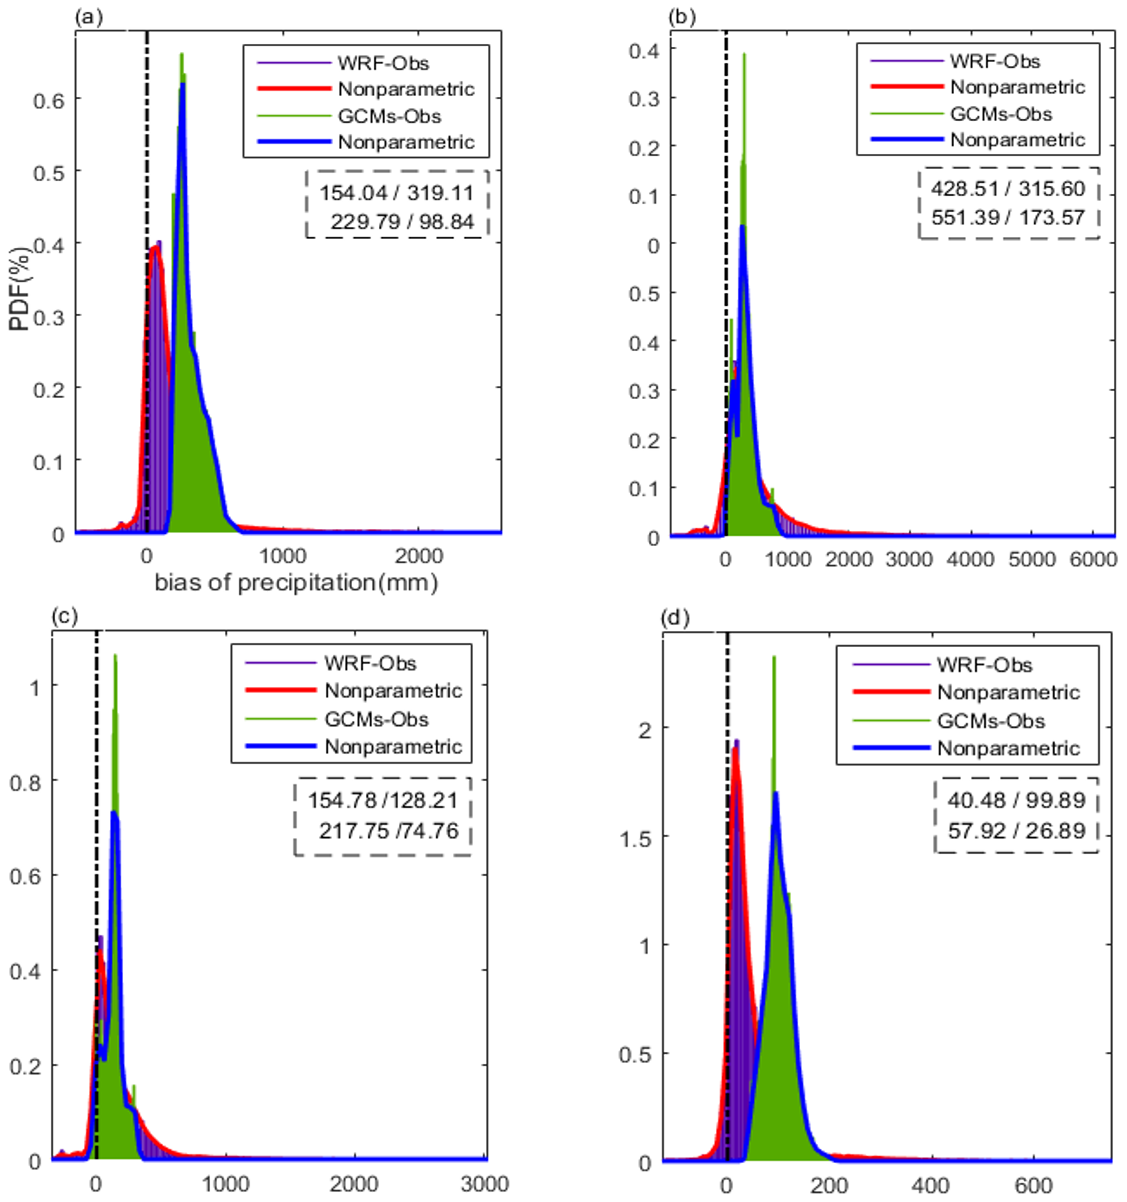 (a)
WRF-Obs
Nonparametric
GCMs-Obs
Nonparametric
154.04 / 319.11
229.79 / 98.84
PDF(%)
0.6
0.5
0.4
0.3
0.2
0.1
0
0 1000 2000
bias of precipitation(mm)
(b)
WRF-Obs
Nonparametric
GCMs-Obs
Nonparametric
428.51 / 315.60
551.39 / 173.57
0.4
0.3
0.2
0.1
0
0.5
0.4
0.3
0.2
0.1
0
0 1000 2000 3000 4000 5000 6000
(c)
WRF-Obs
Nonparametric
GCMs-Obs
Nonparametric
154.78 /128.21
217.75 /74.76
1
0.8
0.6
0.4
0.2
0
0 1000 2000 3000
(d)
WRF-Obs
Nonparametric
GCMs-Obs
Nonparametric
40.48 / 99.89
57.92 / 26.89
2
1.5
1
0.5
0
0 200 400 600